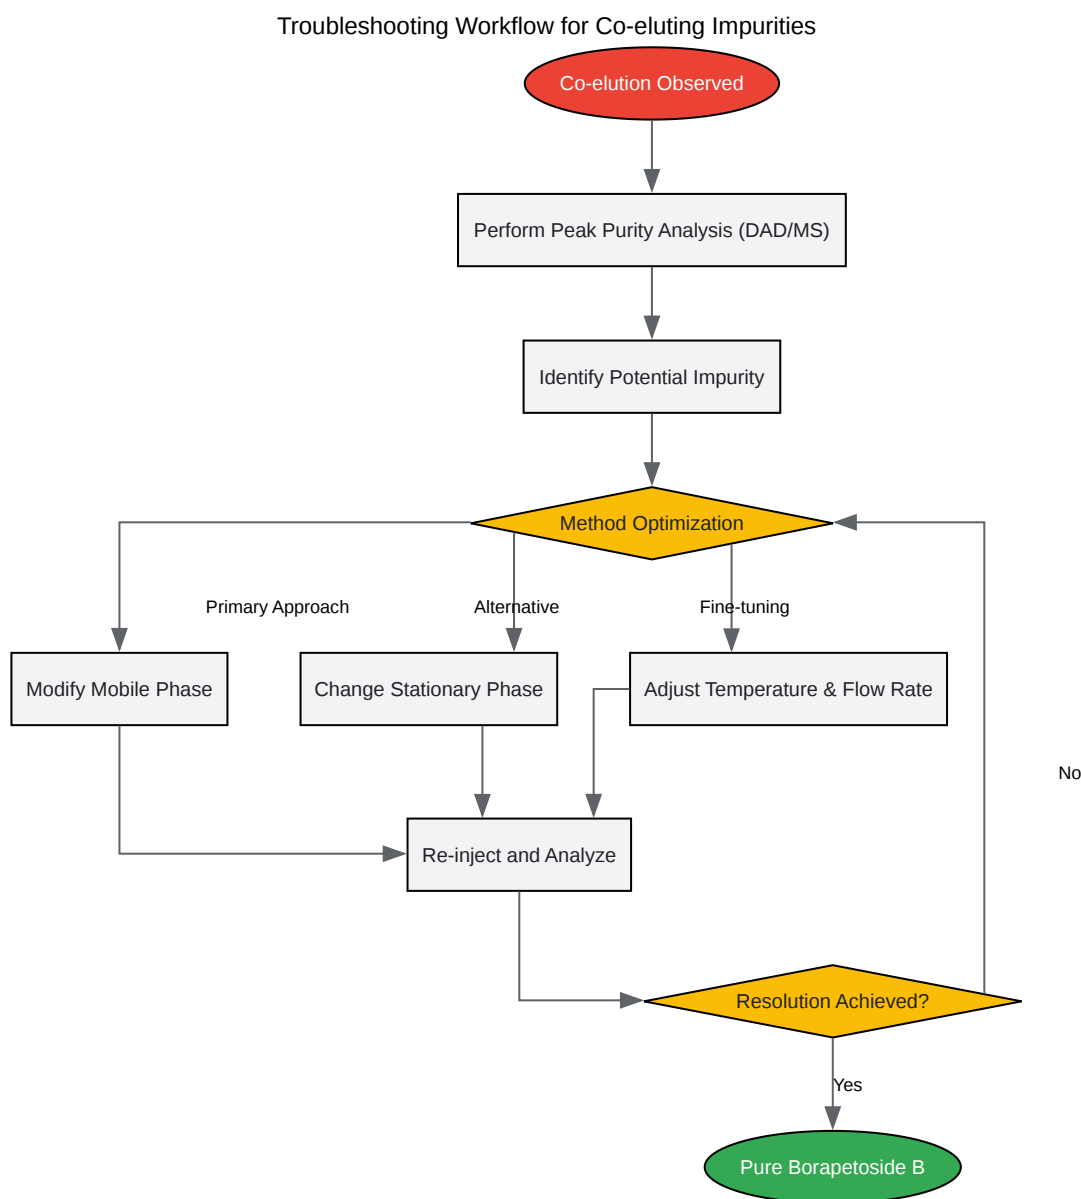 Troubleshooting Workflow for Co-eluting Impurities
Co-elution Observed
Perform Peak Purity Analysis (DAD/MS)
Identify Potential Impurity
Method Optimization
Primary Approach
Alternative
Fine-tuning
Modify Mobile Phase
Change Stationary Phase
Adjust Temperature & Flow Rate
No
Re-inject and Analyze
Resolution Achieved?
Yes
Pure Borapetoside B